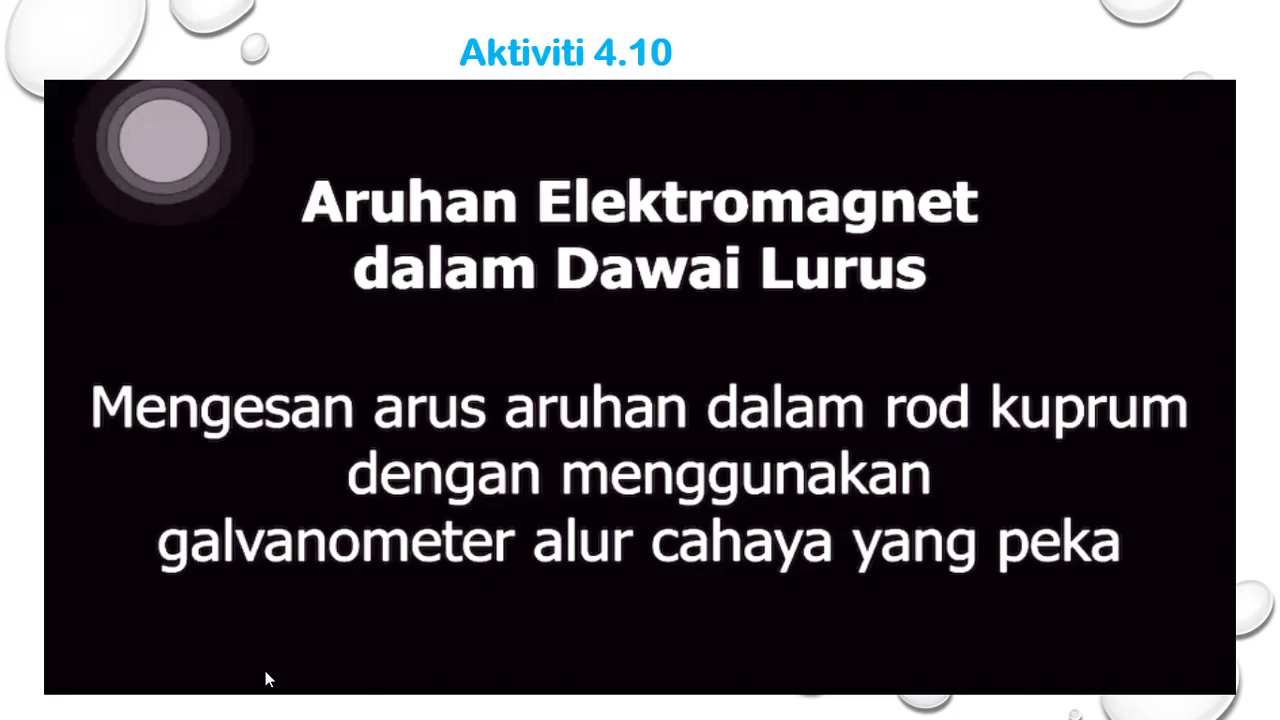 Aktiviti 4.10
Aruhan Elektromagnet
dalam Dawai Lurus
Mengesan arus aruhan dalam rod kuprum
dengan menggunakan
galvanometer alur cahaya yang peka